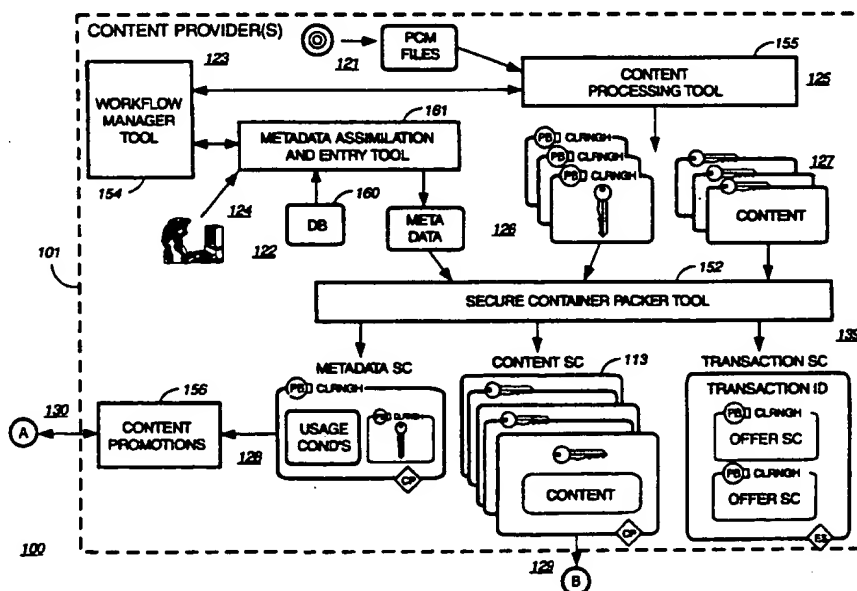 CONTENT PROVIDER(S)
PCM
FILES
121
123
155
CONTENT
PROCESSING TOOL
125
WORKFLOW
MANAGER
TOOL
154
161
METADATA ASSIMILATION
AND ENTRY TOOL
124
122
DB
160
META
DATA
PB CLRNGH
PB CLRNGH
PB CLRNGH
126
127
CONTENT
101
152
SECURE CONTAINER PACKER TOOL
METADATA SC
CONTENT SC
113
TRANSACTION SC
PB CLRNGH
USAGE
COND'S
PB CLRNGH
CP
CONTENT
CP
TRANSACTION ID
PB CLRNGH
OFFER SC
PB CLRNGH
OFFER SC
ES
A
130
156
CONTENT
PROMOTIONS
128
100
129
B